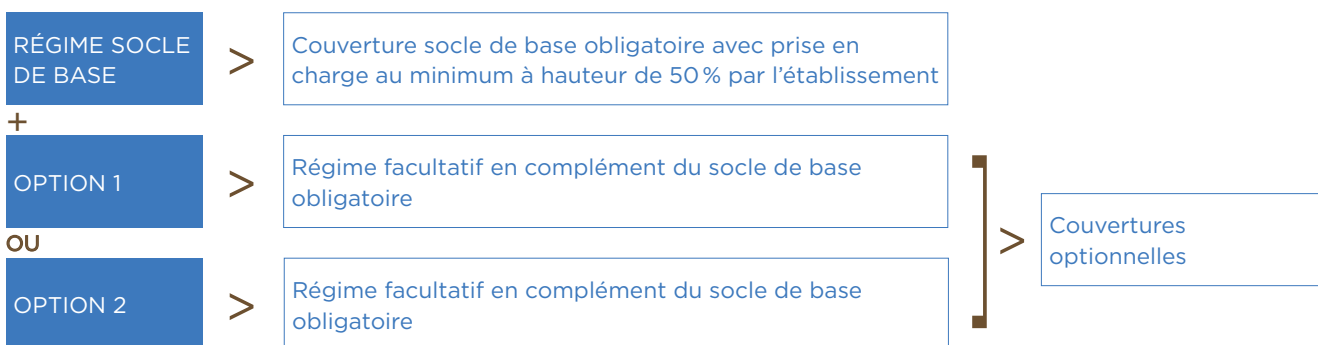 RÉGIME SOCLE
DE BASE
>
Couverture socle de base obligatoire avec prise en
charge au minimum à hauteur de 50 % par l’établissement
+
OPTION 1
>
Régime facultatif en complément du socle de base
obligatoire
OU
OPTION 2
>
Régime facultatif en complément du socle de base
obligatoire
>
Couvertures
optionnelles